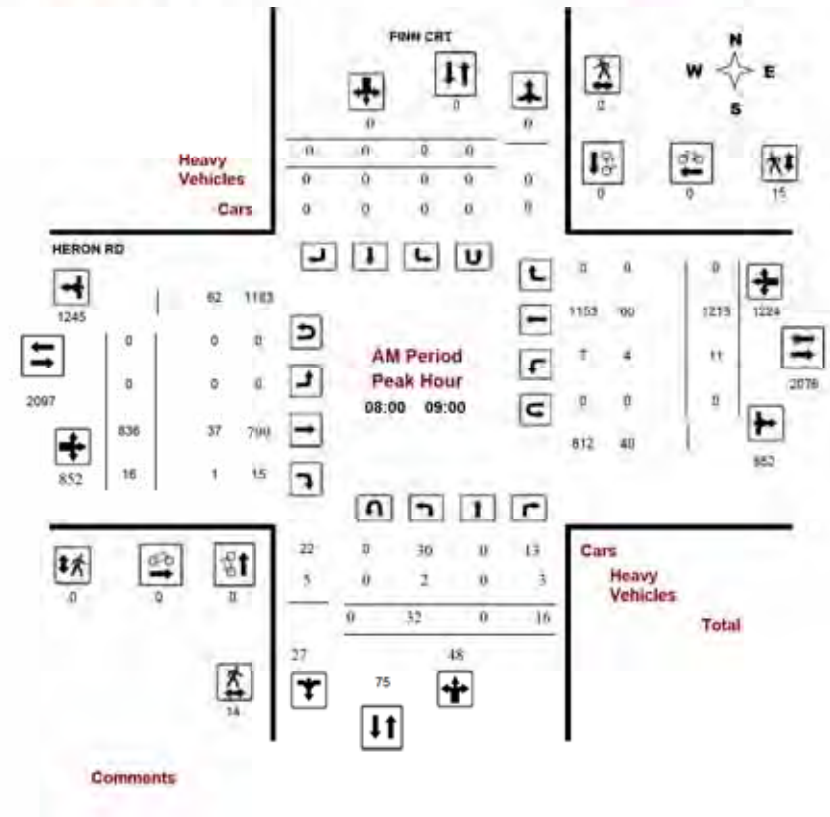 FINN CRT
N
W E
S
0
0 0 0
0 0 0 0
Heavy
Vehicles
0 0 0 0 0
0 0 15
Cars
0 0 0 0 0
HERON RD
1245
62 1183
0 0 0
1224
0 0 0
1153 1213
AM Period
Peak Hour
08:00 09:00
7 4 11
2097
2076
0 0 0
836 37 799
812 40
852
16 1 15
852
22 0 30 0 13
Cars
5 0 2 0 3
Heavy
Vehicles
0 0 0
0 32 0 16
Total
27 48
75
14
Comments